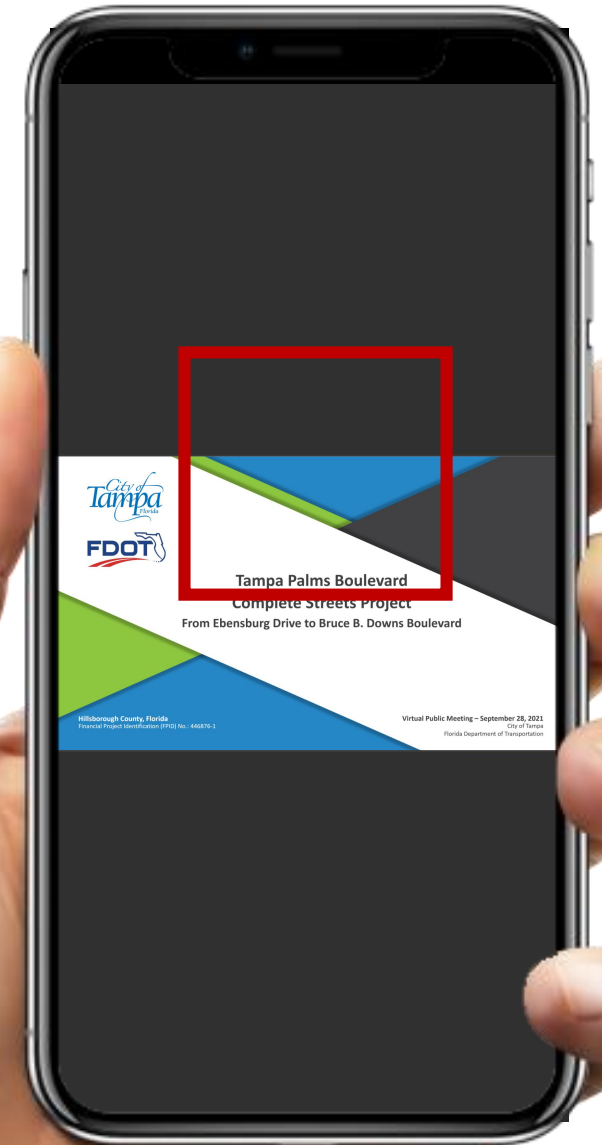 City of
Tampa
Florida
FDOT
Tampa Palms Boulevard
Complete Streets Project
From Ebensburg Drive to Bruce B. Downs Boulevard
Hillsborough County, Florida
Financial Project Identification (FPID) No.: 446876-1
Virtual Public Meeting – September 28, 2021
City of Tampa
Florida Department of Transportation